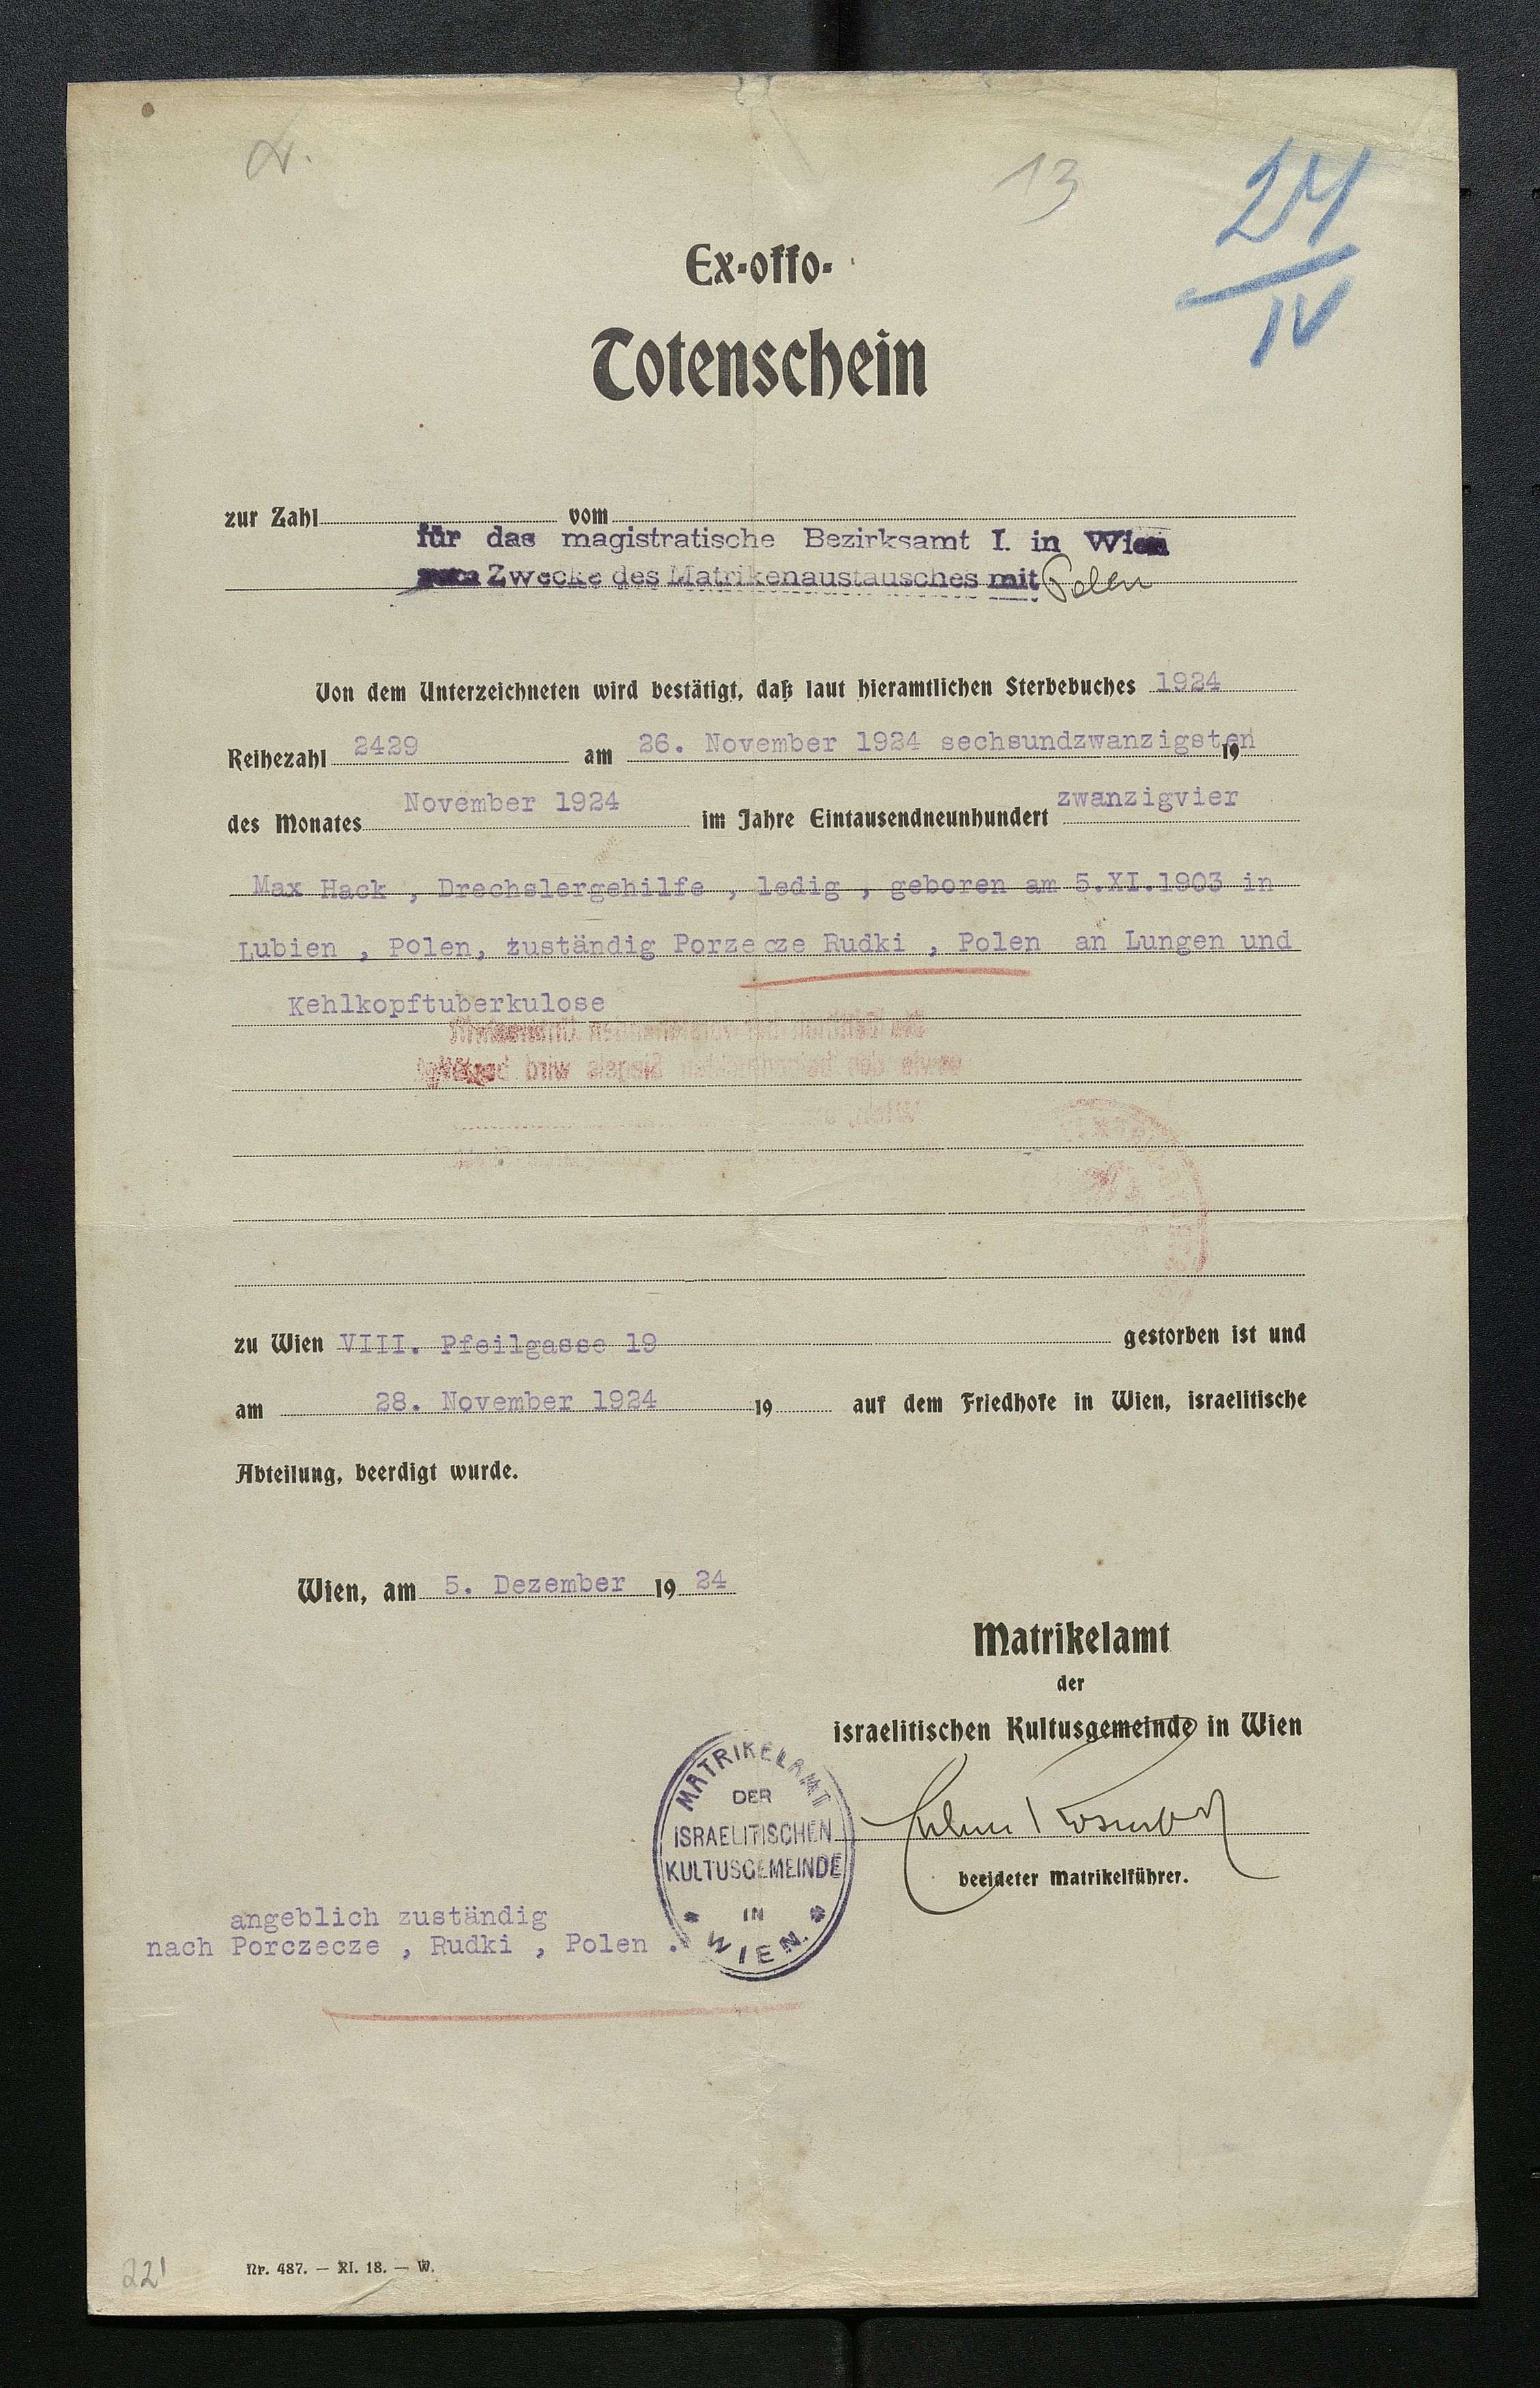 13
24
IV
Ex-offo-
Totenschein
zur Zahl vom
für das magistratische Bezirksamt I. in Wien
zum Zwecke des Matrikenaustausches mit Polen
Von dem Unterzeichneten wird bestätigt, daß laut hieramtlichen Sterbebuches 1924
Reihezahl 2429 am 26. November 1924 sechsundzwanzigsten 19
des Monates November 1924 im Jahre Eintausendneunhundert zwanzigvier
Max Hack , Drechslergehilfe , ledig , geboren am 5.XI.1903 in
Lubien , Polen, zuständig Porzecze Rudki , Polen an Lungen und
Kehlkopftuberkulose
zu Wien VIII. Pfeilgasse 19 gestorben ist und
am 28. November 1924 19 auf dem Friedhofe in Wien, israelitische
Abteilung, beerdigt wurde.
Wien, am 5. Dezember 19 24
Matrikelamt
der
israelitischen Kultusgemeinde in Wien
beeideter Matrikelführer.
MATRIKELAMT
DER
ISRAELITISCHEN
KULTUSGEMEINDE
IN
WIEN.
angeblich zuständig
nach Porczecze , Rudki , Polen .
Nr. 487. — XI. 18. — W.